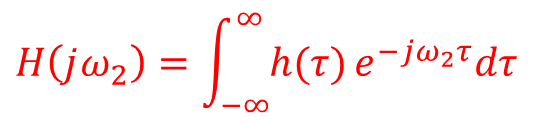 H(jω₂) = ∫_{-∞}^{∞} h(τ) e^{-jω₂τ} dτ